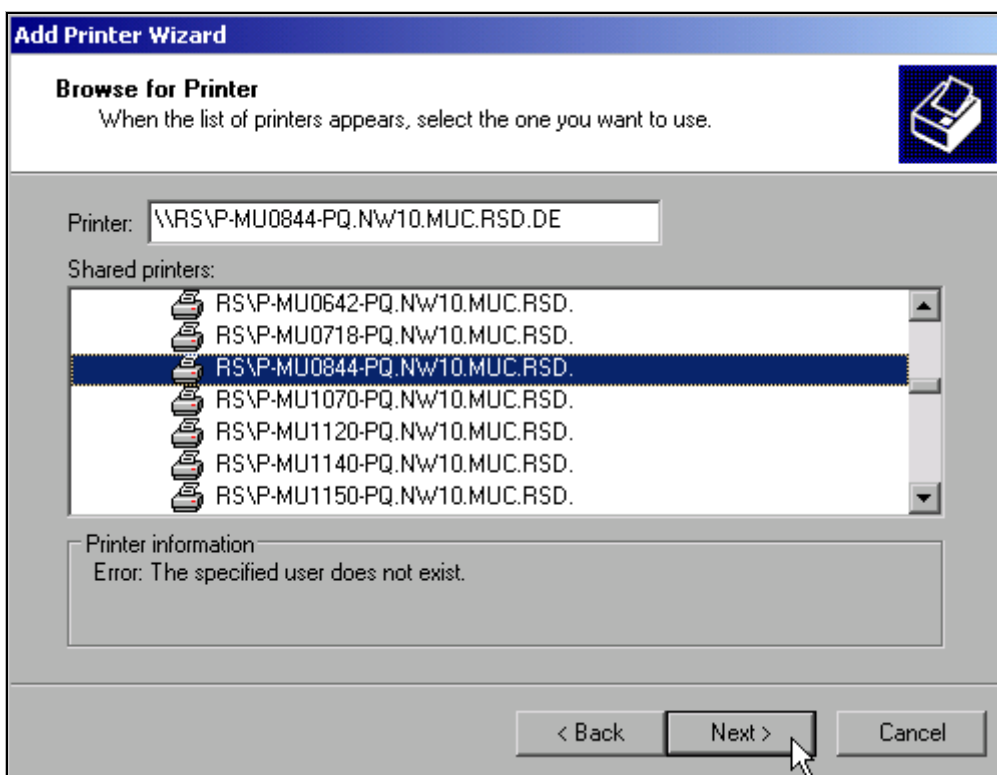 Add Printer Wizard
Browse for Printer
When the list of printers appears, select the one you want to use.
Printer: \\RS\P-MU0844-PQ.NW10.MUC.RSD.DE
Shared printers:
RS\P-MU0642-PQ.NW10.MUC.RSD.
RS\P-MU0718-PQ.NW10.MUC.RSD.
RS\P-MU0844-PQ.NW10.MUC.RSD.
RS\P-MU1070-PQ.NW10.MUC.RSD.
RS\P-MU1120-PQ.NW10.MUC.RSD.
RS\P-MU1140-PQ.NW10.MUC.RSD.
RS\P-MU1150-PQ.NW10.MUC.RSD.
Printer information
Error: The specified user does not exist.
< Back Next > Cancel